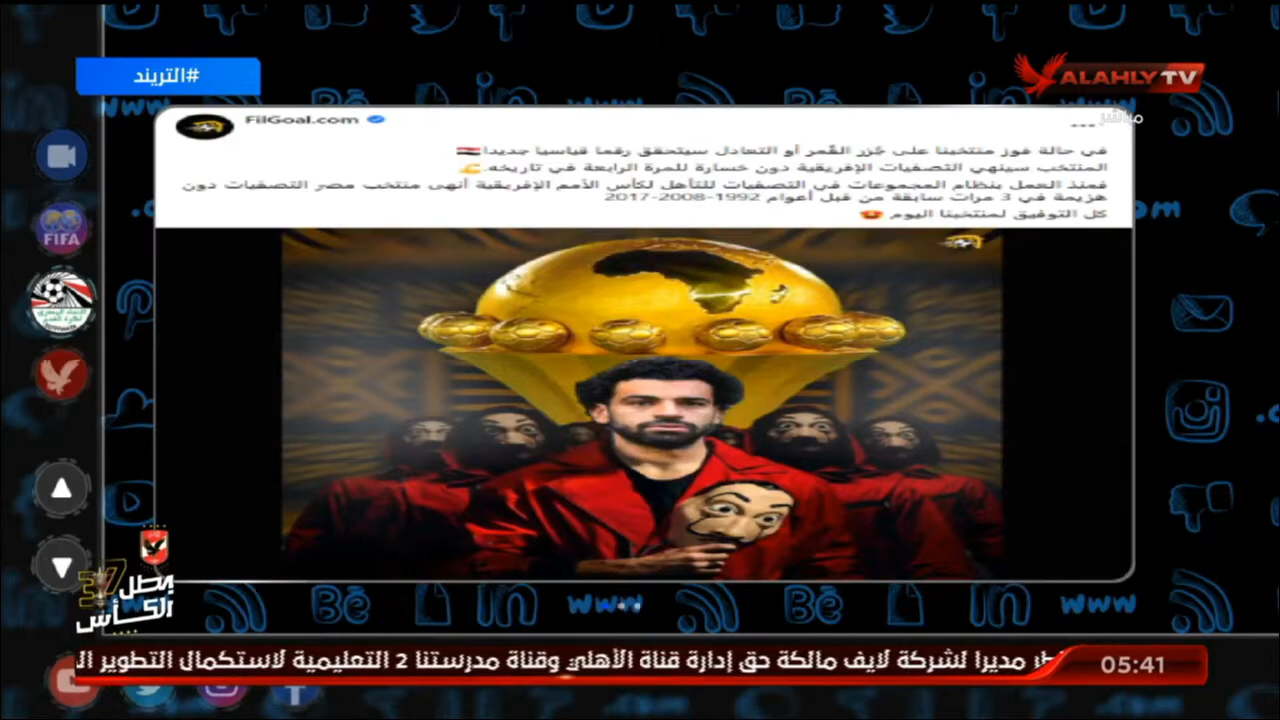 #التريند
ALAHLY TV
مباشر
FilGoal.com
في حالة فوز منتخبنا على جُزر القُمر أو التعادل سيتحقق رقما قياسيا جديدا
المنتخب سينهي التصفيات الإفريقية دون خسارة للمرة الرابعة في تاريخه.
فمنذ العمل بنظام المجموعات في التصفيات للتأهل لكأس الأمم الإفريقية أنهى منتخب مصر التصفيات دون
هزيمة في 3 مرات سابقة من قبل أعوام 1992-2008-2017
كل التوفيق لمنتخبنا اليوم
FIFA
بطل
الكأس
37
مديرا لشركة لايف مالكة حق إدارة قناة الأهلي وقناة مدرستنا 2 التعليمية لاستكمال التطوير
05:41